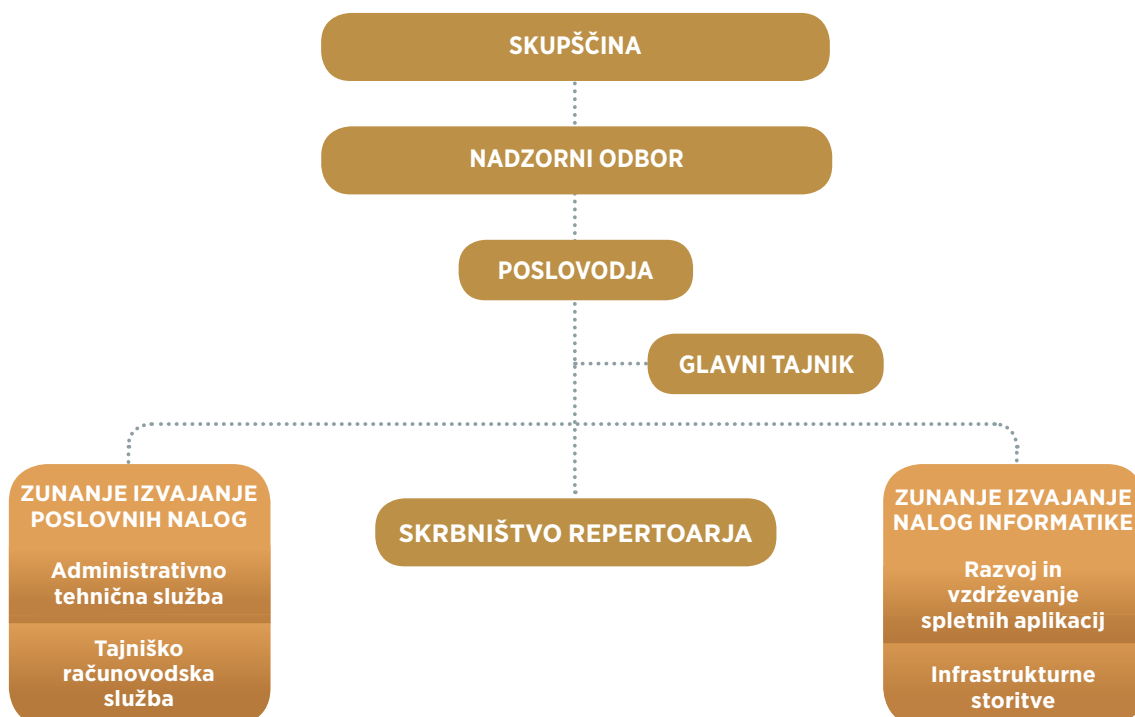 SKUPŠČINA
NADZORNI ODBOR
POSLOVODJA
GLAVNI TAJNIK
ZUNANJE IZVAJANJE
POSLOVNIH NALOG
Administrativno
tehnična služba
Tajniško
računovodska
služba
SKRBNIŠTVO REPERTOARJA
ZUNANJE IZVAJANJE
NALOG INFORMATIKE
Razvoj in
vzdrževanje
spletnih aplikacij
Infrastrukturne
storitve